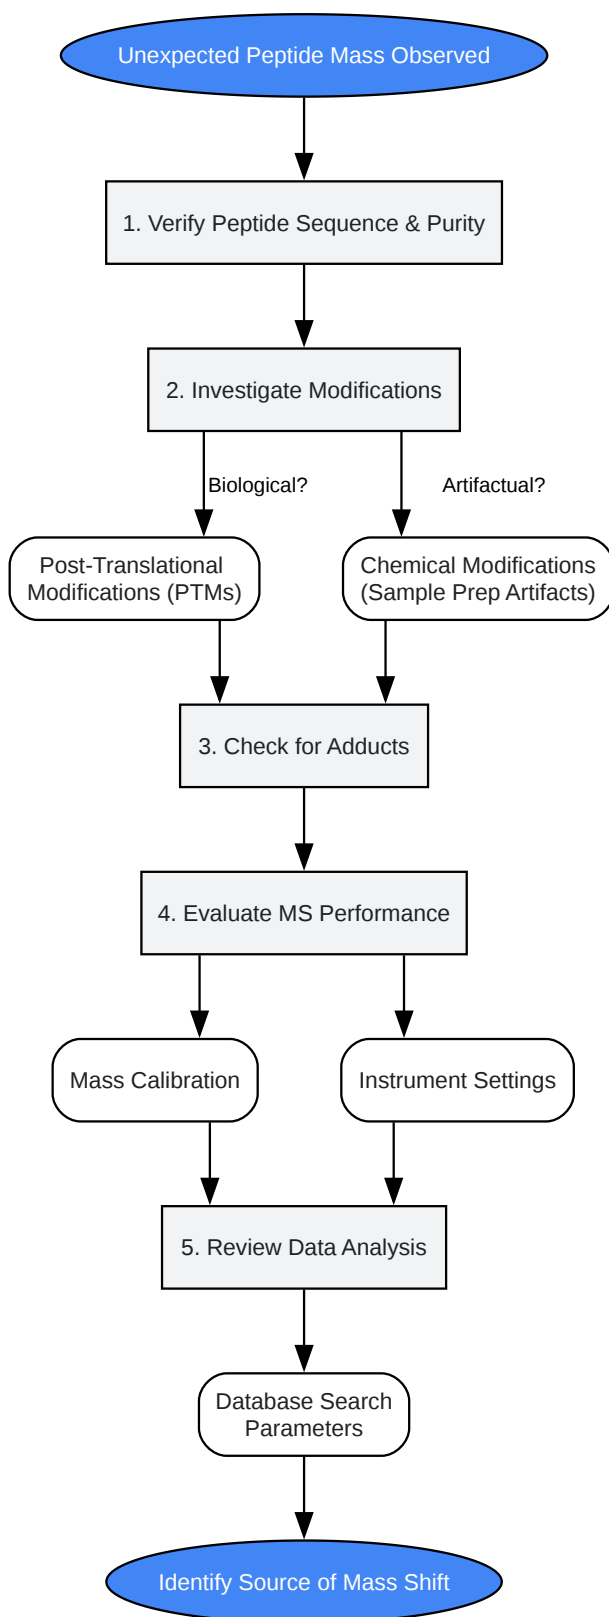 Unexpected Peptide Mass Observed
1. Verify Peptide Sequence & Purity
2. Investigate Modifications
Biological?
Artifactual?
Post-Translational
Modifications (PTMs)
Chemical Modifications
(Sample Prep Artifacts)
3. Check for Adducts
4. Evaluate MS Performance
Mass Calibration
Instrument Settings
5. Review Data Analysis
Database Search
Parameters
Identify Source of Mass Shift